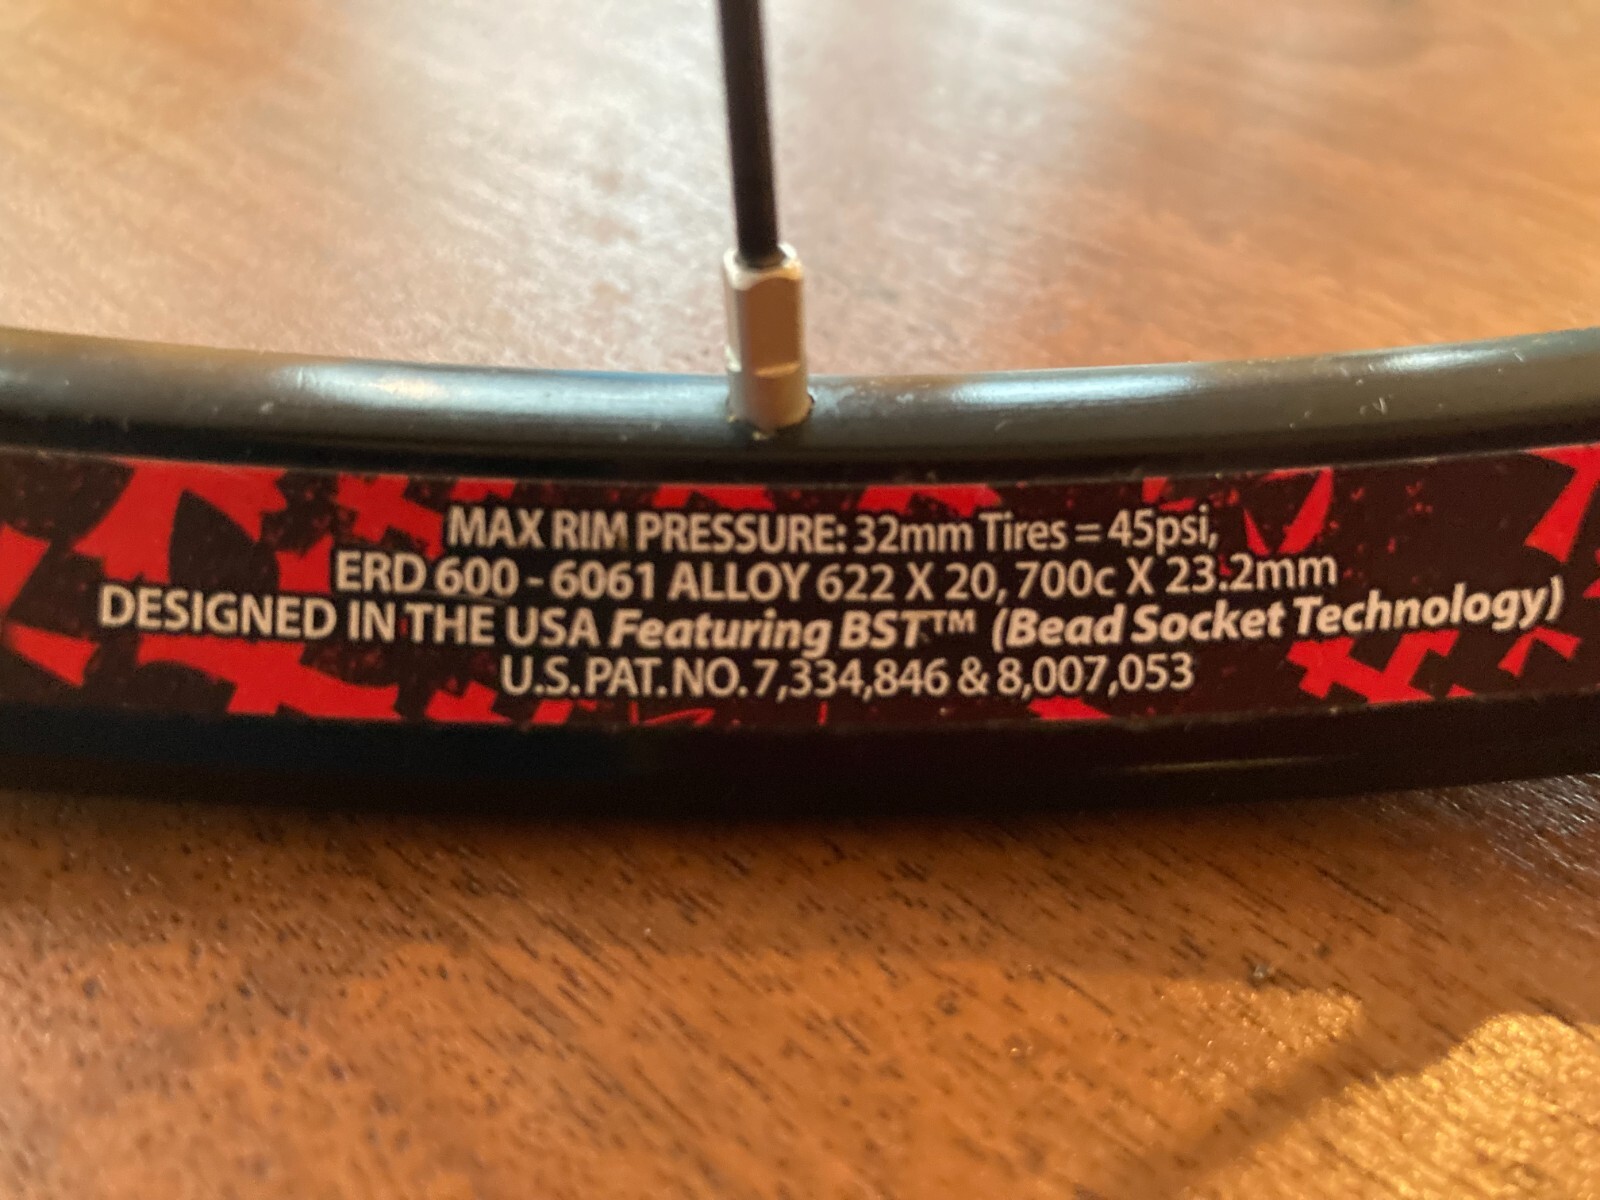 MAX RIM PRESSURE: 32mm Tires = 45psi,
ERD 600 - 6061 ALLOY 622 X 20, 700c X 23.2mm
DESIGNED IN THE USA Featuring BST™ (Bead Socket Technology)
U.S. PAT. NO. 7,334,846 & 8,007,053